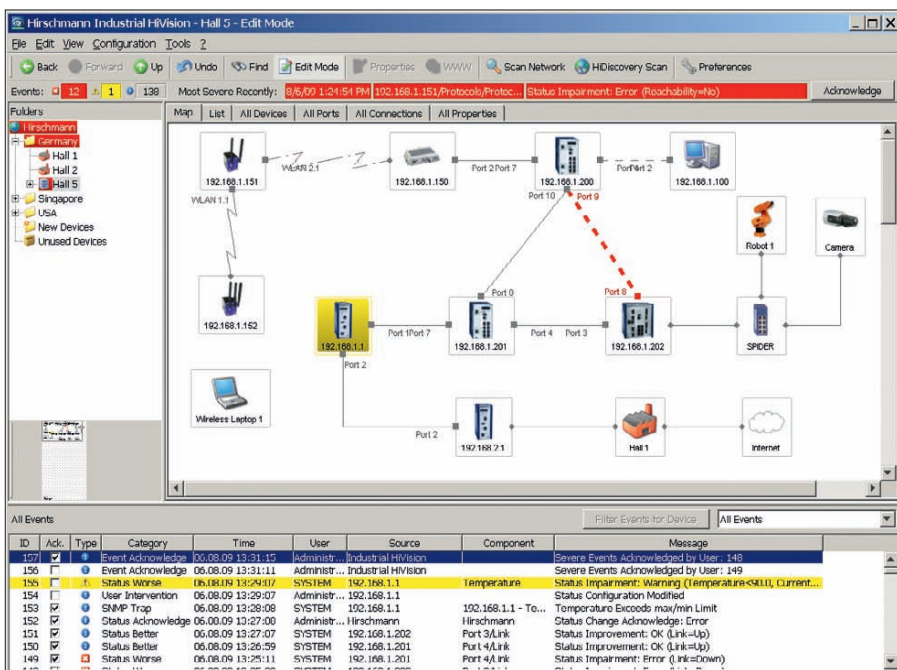 Hirschmann Industrial HiVision - Hall 5 - Edit Mode
File Edit View Configuration Tools ?
Back Forward Up Undo Find Edit Mode Properties WWW Scan Network HiDiscovery Scan Preferences
Events: 12 1 138 Most Severe Recently: 8/6/09 1:24:54 PM 192.168.1.151/Protocols/Protoc... Status Impairment: Error (Reachability=No) Acknowledge
Folders
Hirschmann
Germany
Hall 1
Hall 2
Hall 5
Singapore
USA
New Devices
Unused Devices
Map List All Devices All Ports All Connections All Properties
192.168.1.151
WLAN 2.1
192.168.1.150
Port 2 Port 7
192.168.1.200
Port 2
192.168.1.100
WLAN 1.1
Port 10 Port 9
Robot 1
Camera
192.168.1.152
Port 0
Port 8
192.168.1.1
Port 1 Port 7
192.168.1.201
Port 4 Port 3
192.168.1.202
SPIDER
Port 2
Wireless Laptop 1
Port 2
192.168.2.1
Hall 1
Internet
All Events Filter Events for Device All Events
ID Ack. Type Category Time User Source Component Message
157 Event Acknowledge 06.08.09 13:31:15 Administr... Industrial HiVision Severe Events Acknowledged by User: 148
156 Event Acknowledge 06.08.09 13:31:11 Administr... Industrial HiVision Severe Events Acknowledged by User: 149
155 Status Worse 06.08.09 13:29:07 SYSTEM 192.168.1.1 Temperature Status Impairment: Warning (Temperature<90.0, Current...
154 User Intervention 06.08.09 13:29:07 Administr... 192.168.1.1 Status Configuration Modified
153 SNMP Trap 06.08.09 13:28:08 SYSTEM 192.168.1.1 192.168.1.1 - Te... Temperature Exceeds max/min Limit
152 Status Acknowledge 06.08.09 13:27:08 Administr... Hirschmann Hirschmann Status Change Acknowledge: Error
151 Status Better 06.08.09 13:27:07 SYSTEM 192.168.1.202 Port 3/Link Status Improvement: OK (Link=Up)
150 Status Better 06.08.09 13:26:59 SYSTEM 192.168.1.201 Port 4/Link Status Improvement: OK (Link=Up)
149 Status Worse 06.08.09 13:25:11 SYSTEM 192.168.1.201 Port 4/Link Status Impairment: Error (Link=Down)